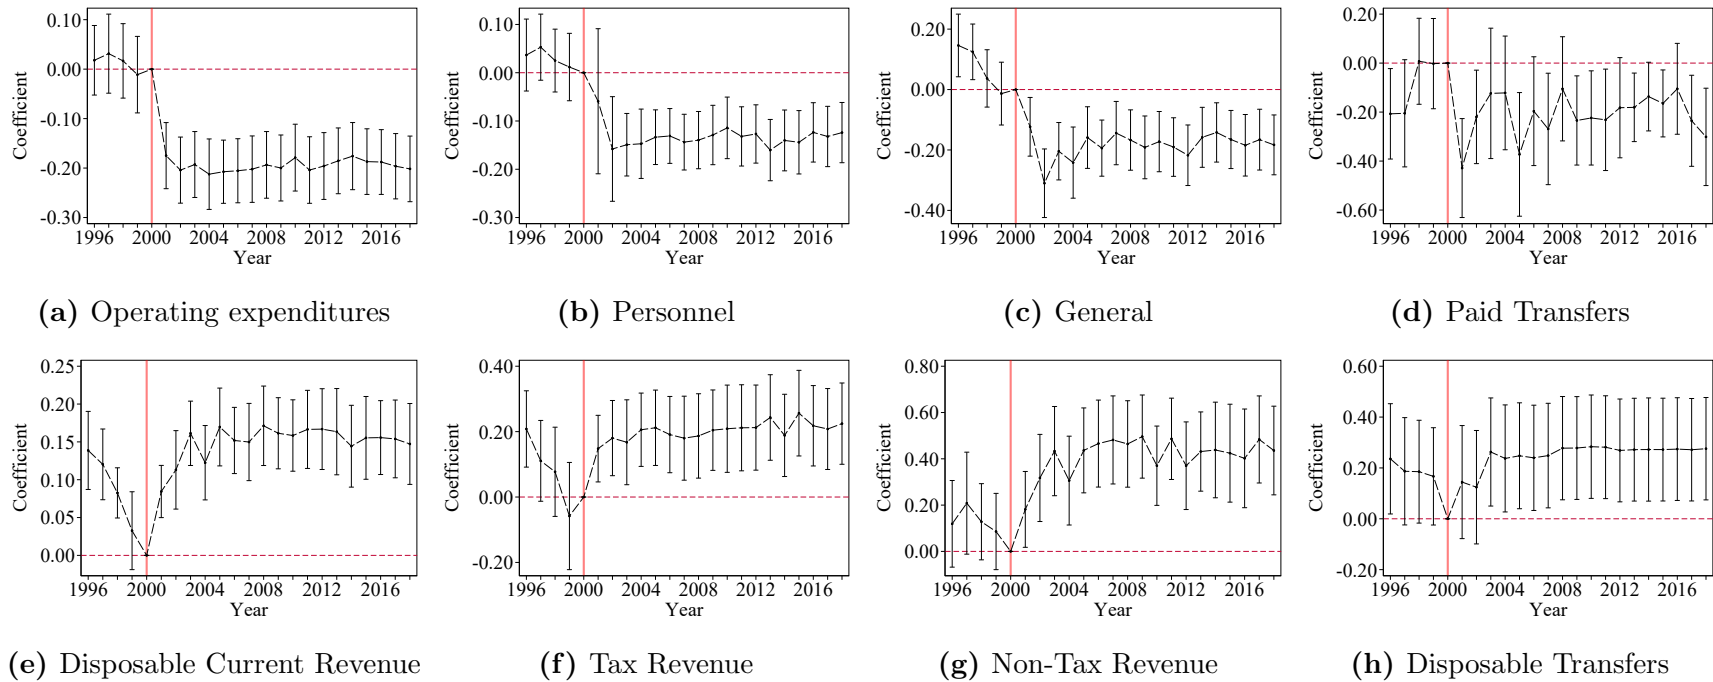 0.10
0.00
-0.10
-0.20
-0.30
Coefficient
1996 2000 2004 2008 2012 2016
Year
(a) Operating expenditures
0.10
0.00
-0.10
-0.20
-0.30
Coefficient
1996 2000 2004 2008 2012 2016
Year
(b) Personnel
0.20
0.00
-0.20
-0.40
Coefficient
1996 2000 2004 2008 2012 2016
Year
(c) General
0.20
0.00
-0.20
-0.40
-0.60
Coefficient
1996 2000 2004 2008 2012 2016
Year
(d) Paid Transfers
0.25
0.20
0.15
0.10
0.05
0.00
Coefficient
1996 2000 2004 2008 2012 2016
Year
(e) Disposable Current Revenue
0.40
0.20
0.00
-0.20
Coefficient
1996 2000 2004 2008 2012 2016
Year
(f) Tax Revenue
0.80
0.60
0.40
0.20
0.00
Coefficient
1996 2000 2004 2008 2012 2016
Year
(g) Non-Tax Revenue
0.60
0.40
0.20
0.00
-0.20
Coefficient
1996 2000 2004 2008 2012 2016
Year
(h) Disposable Transfers